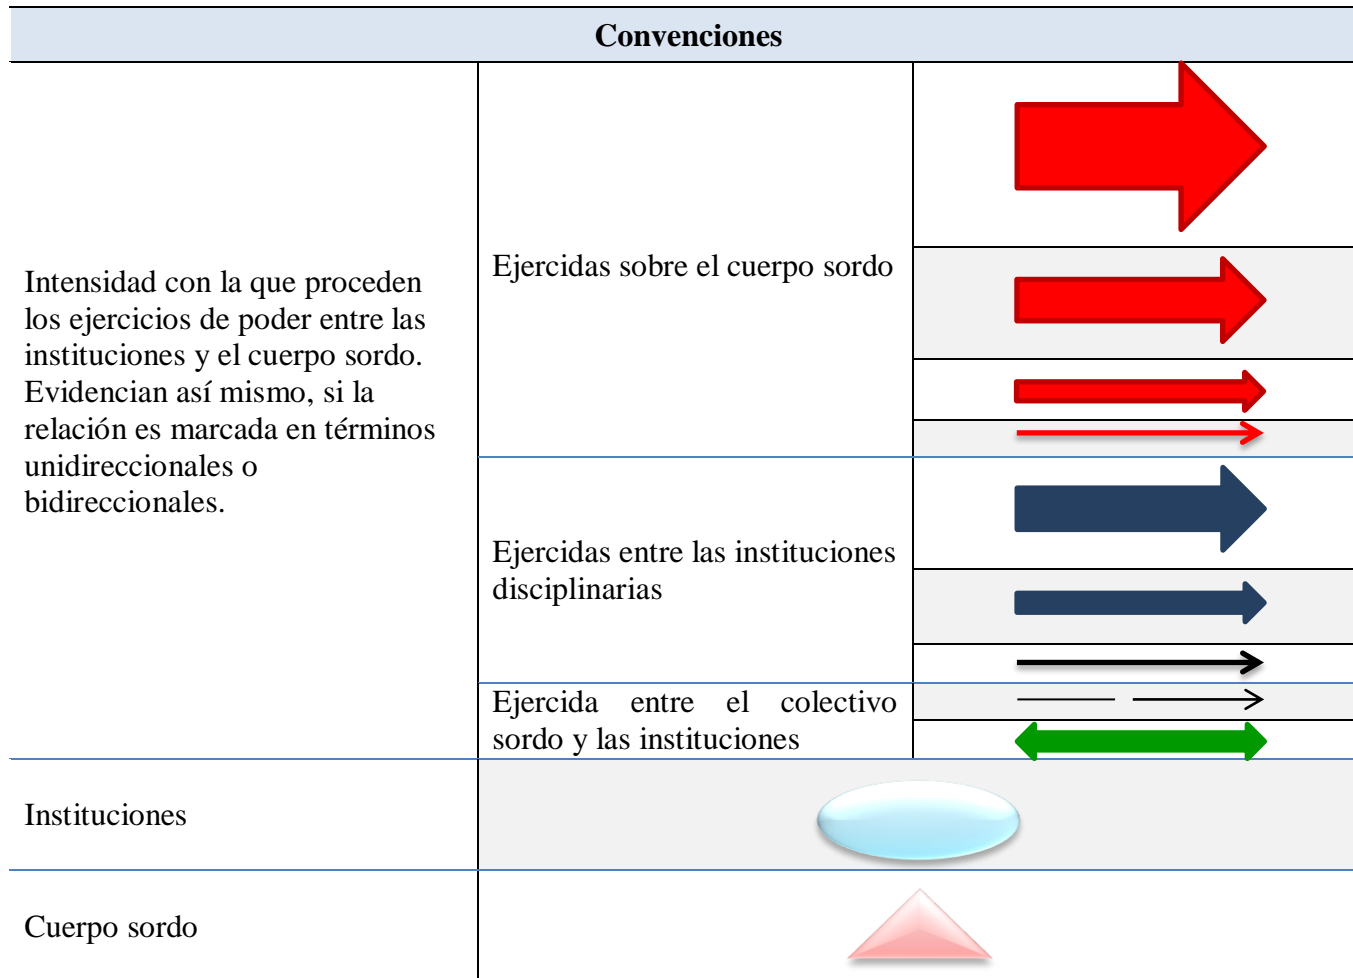 Convenciones
Intensidad con la que proceden
los ejercicios de poder entre las
instituciones y el cuerpo sordo.
Evidencian así mismo, si la
relación es marcada en términos
unidireccionales o
bidireccionales.
Ejercidas sobre el cuerpo sordo
Ejercidas entre las instituciones
disciplinarias
Ejercida entre el colectivo
sordo y las instituciones
Instituciones
Cuerpo sordo